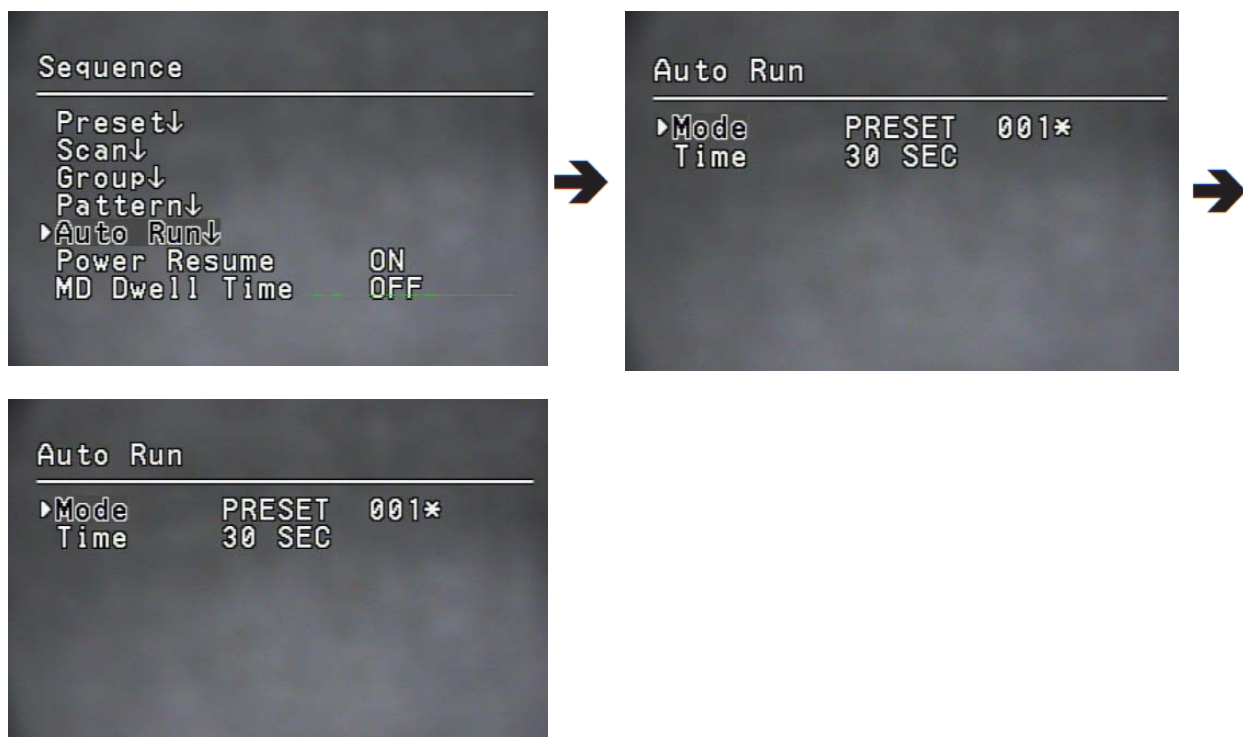 Sequence
Preset↓
Scan↓
Group↓
Pattern↓
▶Auto Run↓
Power Resume ON
MD Dwell Time OFF
Auto Run
▶Mode PRESET 001*
Time 30 SEC
Auto Run
▶Mode PRESET 001*
Time 30 SEC